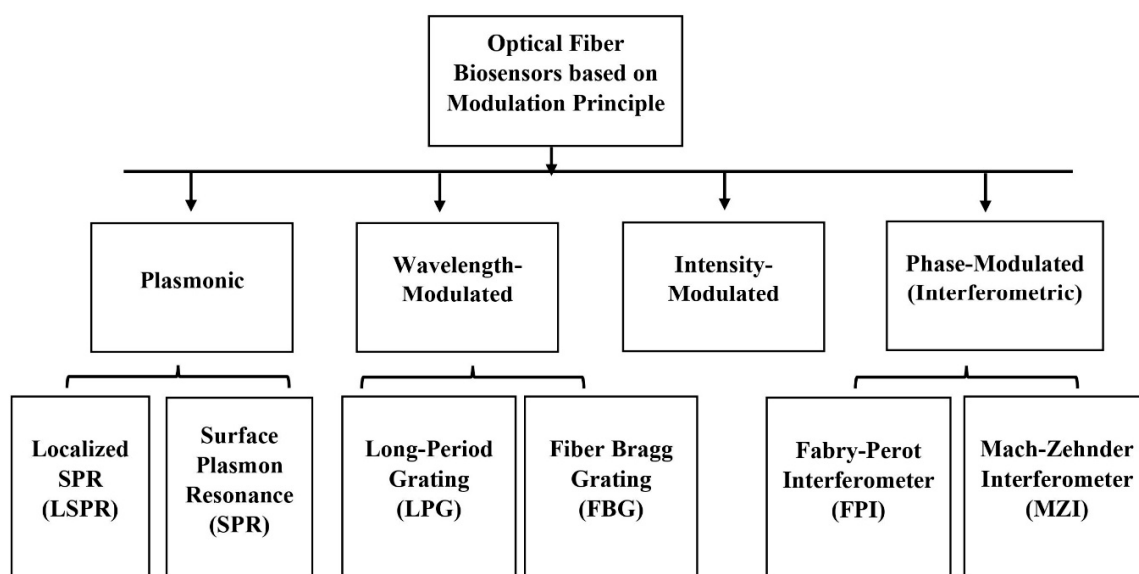 Optical Fiber
Biosensors based on
Modulation Principle
Plasmonic
Wavelength-
Modulated
Intensity-
Modulated
Phase-Modulated
(Interferometric)
Localized
SPR
(LSPR)
Surface
Plasmon
Resonance
(SPR)
Long-Period
Grating
(LPG)
Fiber Bragg
Grating
(FBG)
Fabry-Perot
Interferometer
(FPI)
Mach-Zehnder
Interferometer
(MZI)